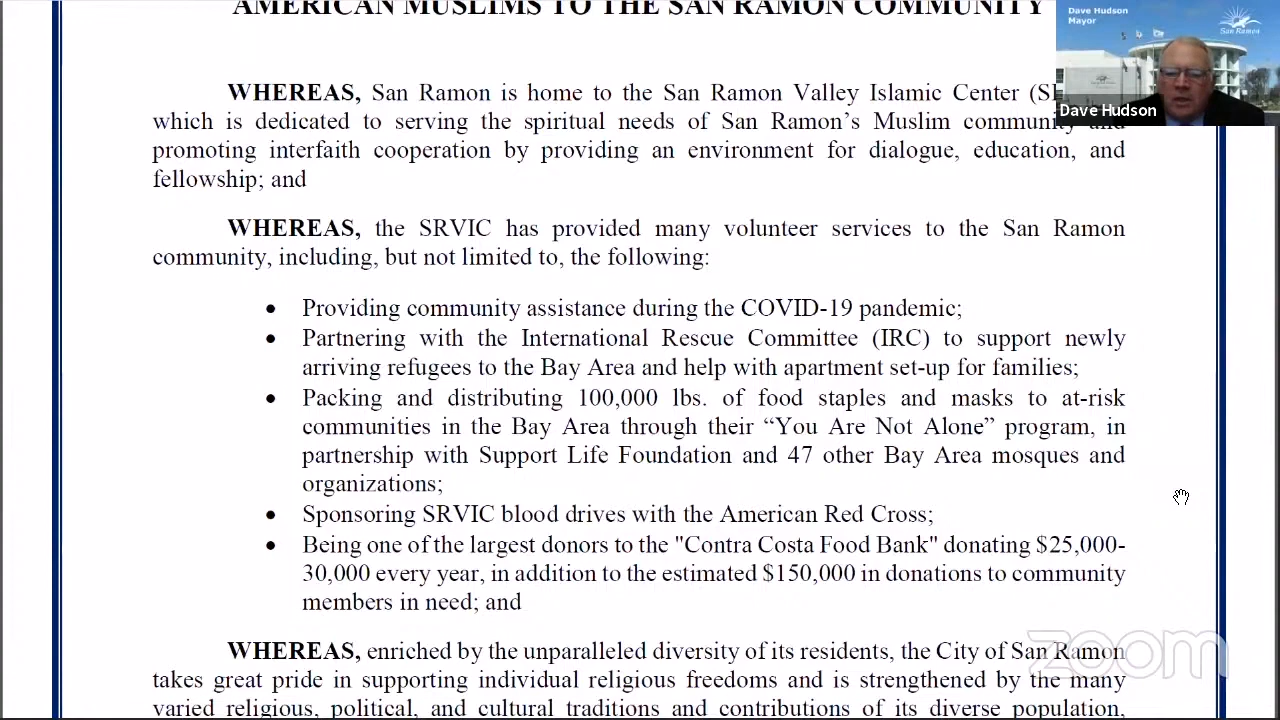 AMERICAN MUSLIMS TO THE SAN RAMON COMMUNITY
Dave Hudson
Mayor
San Ramon
Dave Hudson
WHEREAS, San Ramon is home to the San Ramon Valley Islamic Center
which is dedicated to serving the spiritual needs of San Ramon’s Muslim community and
promoting interfaith cooperation by providing an environment for dialogue, education, and
fellowship; and
WHEREAS, the SRVIC has provided many volunteer services to the San Ramon
community, including, but not limited to, the following:
• Providing community assistance during the COVID-19 pandemic;
• Partnering with the International Rescue Committee (IRC) to support newly
arriving refugees to the Bay Area and help with apartment set-up for families;
• Packing and distributing 100,000 lbs. of food staples and masks to at-risk
communities in the Bay Area through their “You Are Not Alone” program, in
partnership with Support Life Foundation and 47 other Bay Area mosques and
organizations;
• Sponsoring SRVIC blood drives with the American Red Cross;
• Being one of the largest donors to the "Contra Costa Food Bank" donating $25,000-
30,000 every year, in addition to the estimated $150,000 in donations to community
members in need; and
WHEREAS, enriched by the unparalleled diversity of its residents, the City of San Ramon
takes great pride in supporting individual religious freedoms and is strengthened by the many
varied religious, political, and cultural traditions and contributions of its diverse population,
zoom